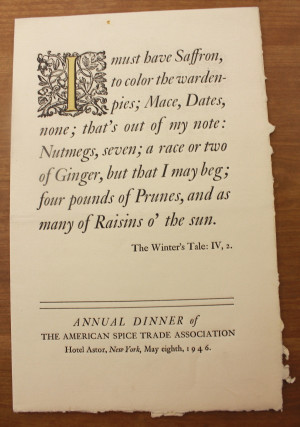 I must have Saffron,
to color the warden-
pies; Mace, Dates,
none; that's out of my note:
Nutmegs, seven; a race or two
of Ginger, but that I may beg;
four pounds of Prunes, and as
many of Raisins o' the sun.
The Winter's Tale: IV, 2.
ANNUAL DINNER of
THE AMERICAN SPICE TRADE ASSOCIATION
Hotel Astor, New York, May eighth, 1946.